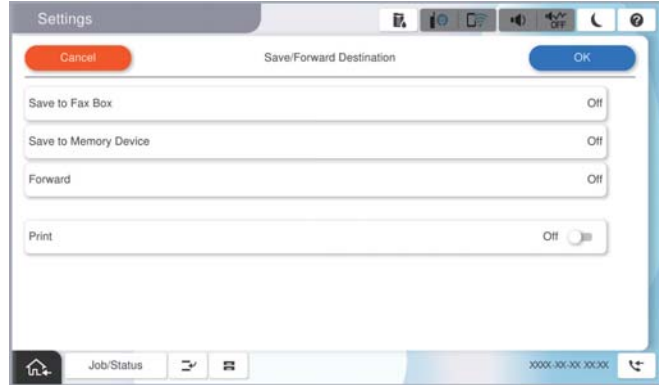 Settings
OFF
Cancel
Save/Forward Destination
OK
Save to Fax Box
Off
Save to Memory Device
Off
Forward
Off
Print
Off
Job/Status
XXXX-XX-XX XX:XX